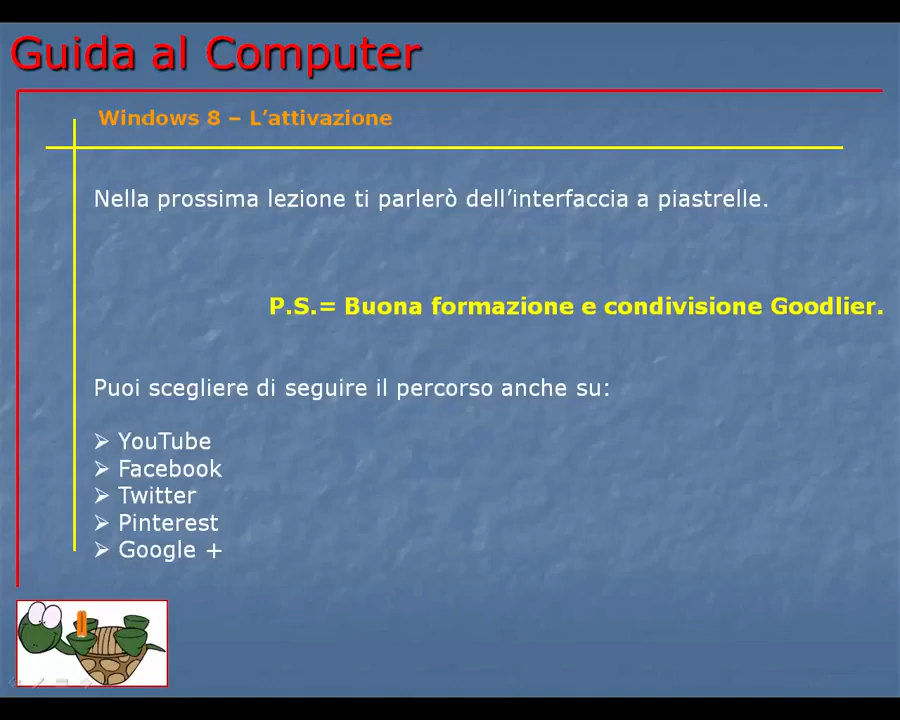 Guida al Computer
Windows 8 – L’attivazione
Nella prossima lezione ti parlerò dell’interfaccia a piastrelle.
P.S.= Buona formazione e condivisione Goodlier.
Puoi scegliere di seguire il percorso anche su:
➢ YouTube
➢ Facebook
➢ Twitter
➢ Pinterest
➢ Google +